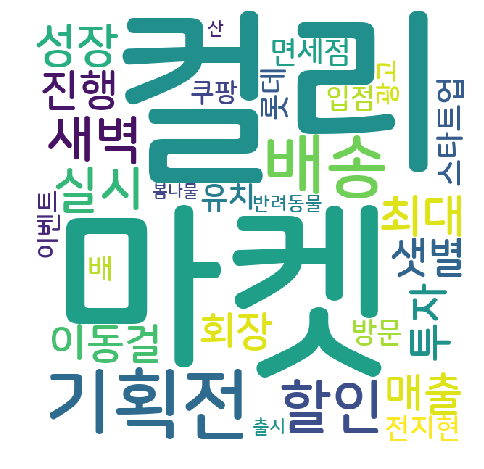 산
성장
컬리
면세점
진행
쿠팡
롯데
입점
광고
스타트업
새벽
배송
실시
봄나물
유치
반려동물
최대
이벤트
마켓
샛별
배
투자
이동걸
회장
방문
기획전
할인
매출
전지현
출시